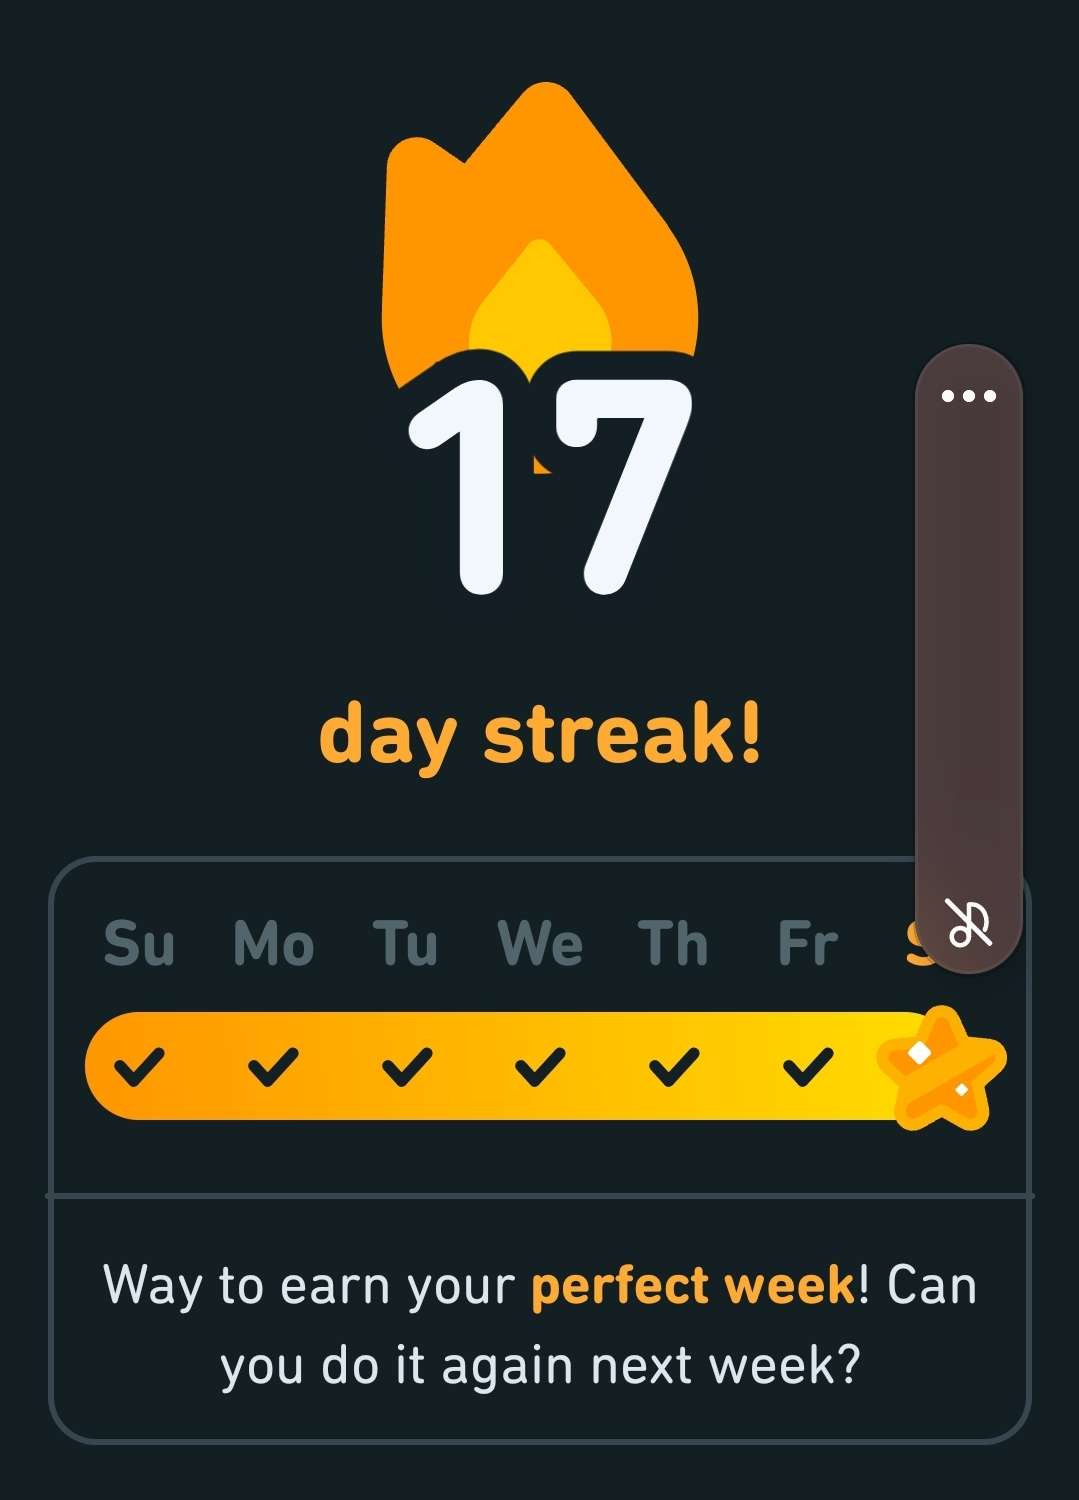 17
day streak!
Su Mo Tu We Th Fr
Way to earn your perfect week! Can
you do it again next week?